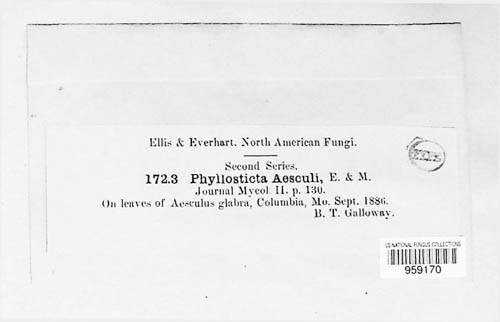 Ellis & Everhart. North American Fungi.
Second Series.
1723 Phyllosticta Aesculi, E. & M.
Journal Mycol. II. p. 130.
On leaves of Aesculus glabra, Columbia, Mo. Sept. 1886.
B. T. Galloway.
US NATIONAL FUNGUS COLLECTIONS
959170